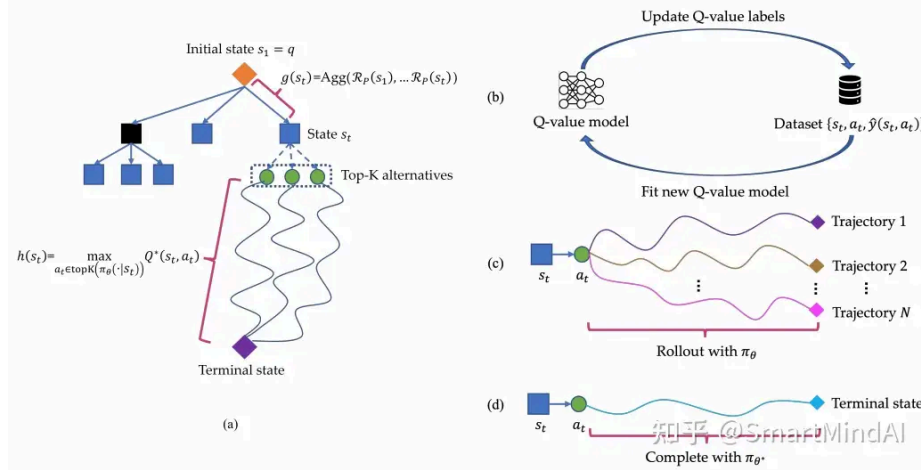 Initial state s₁ = q
g(sₜ)=Agg(ℛ_P(s₁), …ℛ_P(sₜ))
State sₜ
Top-K alternatives
h(sₜ)= max_{aₜ∈topK(π_θ(·|sₜ))} Q*(sₜ, aₜ)
Terminal state
(a)
Update Q-value labels
(b)
Q-value model
Dataset {sₜ, aₜ, ŷ(sₜ, aₜ)}
Fit new Q-value model
(c)
sₜ
aₜ
Trajectory 1
Trajectory 2
⋮ ⋮ ⋮
Trajectory N
Rollout with π_θ
(d)
sₜ
aₜ
Terminal state
Complete with π_θ*
知乎 @SmartMindAI